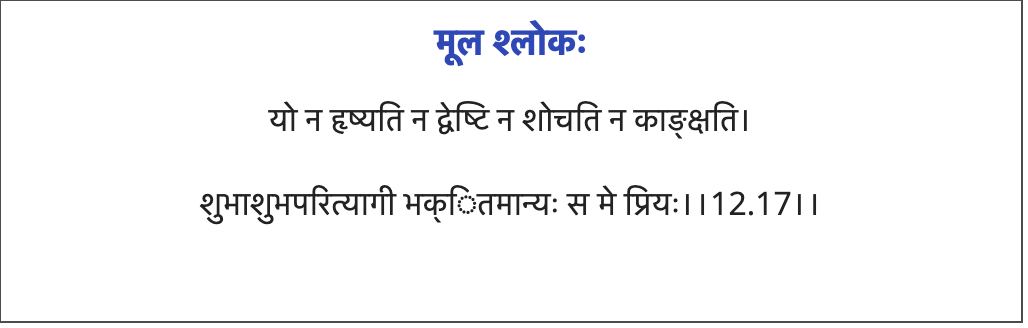 मूल श्लोकः
यो न हृष्यति न द्वेष्टि न शोचति न काङ्क्षति।
शुभाशुभपरित्यागी भक्ितमान्यः स मे प्रियः।।12.17।।